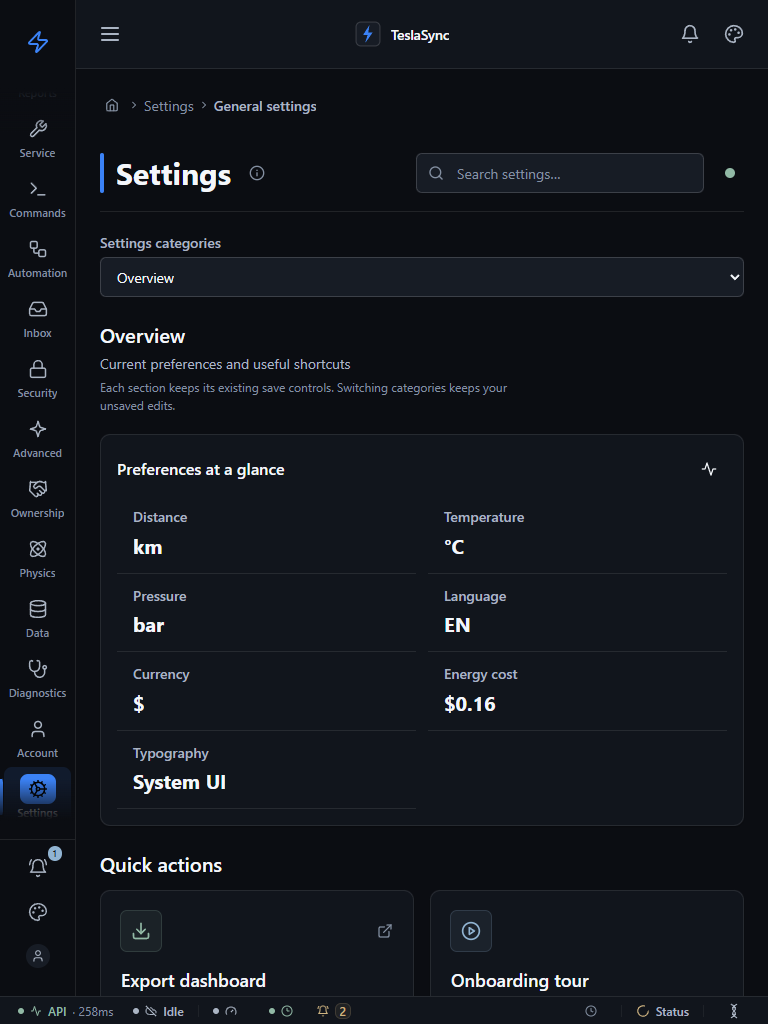 TeslaSync
Reports
Service
Commands
Automation
Inbox
Security
Advanced
Ownership
Physics
Data
Diagnostics
Account
Settings
1
Settings
General settings
Settings
Search settings...
Settings categories
Overview
Overview
Current preferences and useful shortcuts
Each section keeps its existing save controls. Switching categories keeps your
unsaved edits.
Preferences at a glance
Distance
km
Temperature
°C
Pressure
bar
Language
EN
Currency
$
Energy cost
$0.16
Typography
System UI
Quick actions
Export dashboard
Onboarding tour
API · 258ms
Idle
2
Status